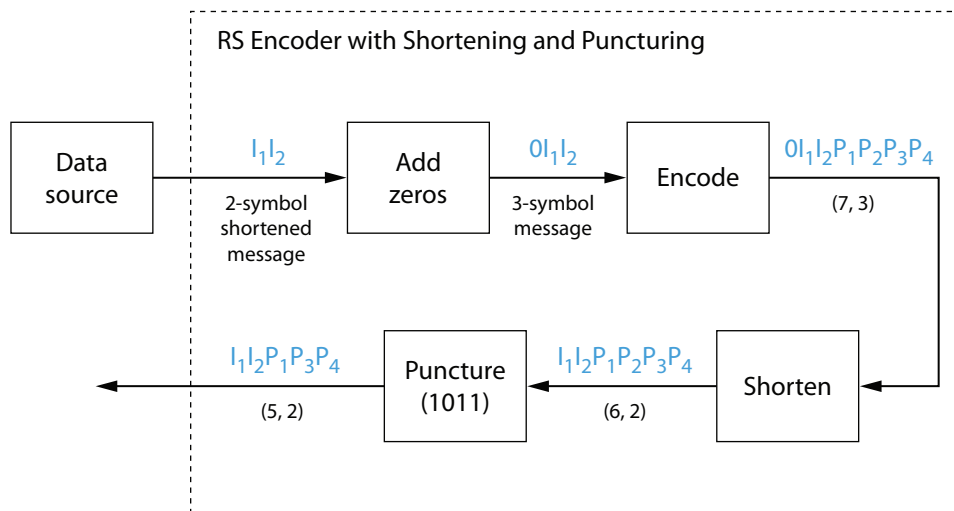 RS Encoder with Shortening and Puncturing
Data
source
I₁I₂
2-symbol
shortened
message
Add
zeros
0I₁I₂
3-symbol
message
Encode
0I₁I₂P₁P₂P₃P₄
(7, 3)
Shorten
I₁I₂P₁P₂P₃P₄
(6, 2)
Puncture
(1011)
I₁I₂P₁P₃P₄
(5, 2)